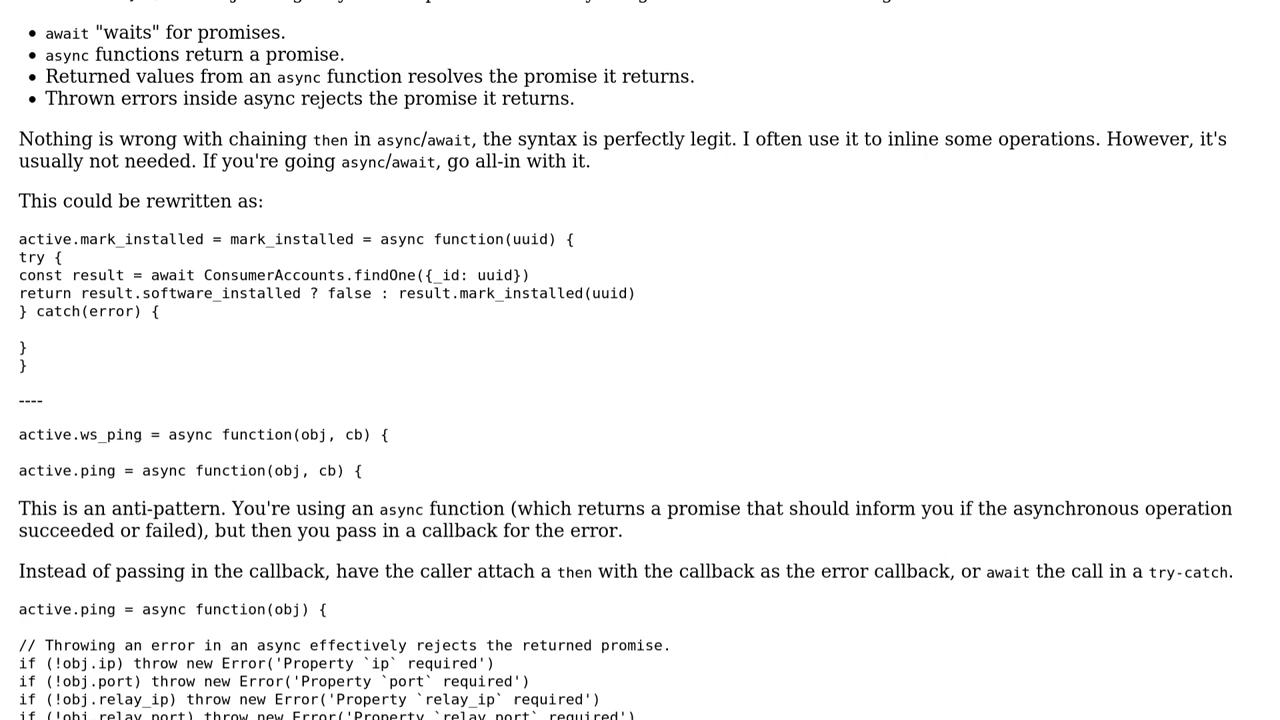 • await "waits" for promises.
• async functions return a promise.
• Returned values from an async function resolves the promise it returns.
• Thrown errors inside async rejects the promise it returns.
Nothing is wrong with chaining then in async/await, the syntax is perfectly legit. I often use it to inline some operations. However, it's
usually not needed. If you're going async/await, go all-in with it.
This could be rewritten as:
active.mark_installed = mark_installed = async function(uuid) {
try {
const result = await ConsumerAccounts.findOne({_id: uuid})
return result.software_installed ? false : result.mark_installed(uuid)
} catch(error) {
}
}
----
active.ws_ping = async function(obj, cb) {
active.ping = async function(obj, cb) {
This is an anti-pattern. You're using an async function (which returns a promise that should inform you if the asynchronous operation
succeeded or failed), but then you pass in a callback for the error.
Instead of passing in the callback, have the caller attach a then with the callback as the error callback, or await the call in a try-catch.
active.ping = async function(obj) {
// Throwing an error in an async effectively rejects the returned promise.
if (!obj.ip) throw new Error('Property `ip` required')
if (!obj.port) throw new Error('Property `port` required')
if (!obj.relay_ip) throw new Error('Property `relay_ip` required')
if (!obj.relay_port) throw new Error('Property `relay_port` required')